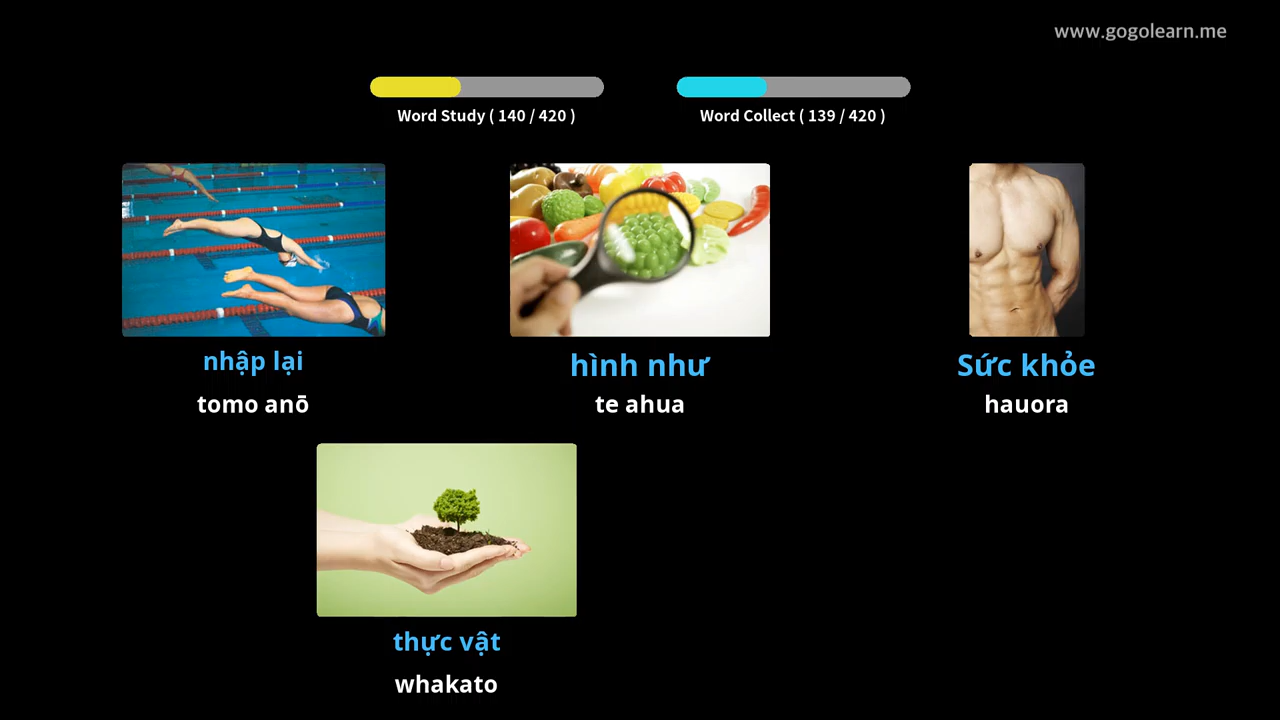 www.gogolearn.me
Word Study ( 140 / 420 )
Word Collect ( 139 / 420 )
nhập lại
hình như
Sức khỏe
tomo anō
te ahua
hauora
thực vật
whakato